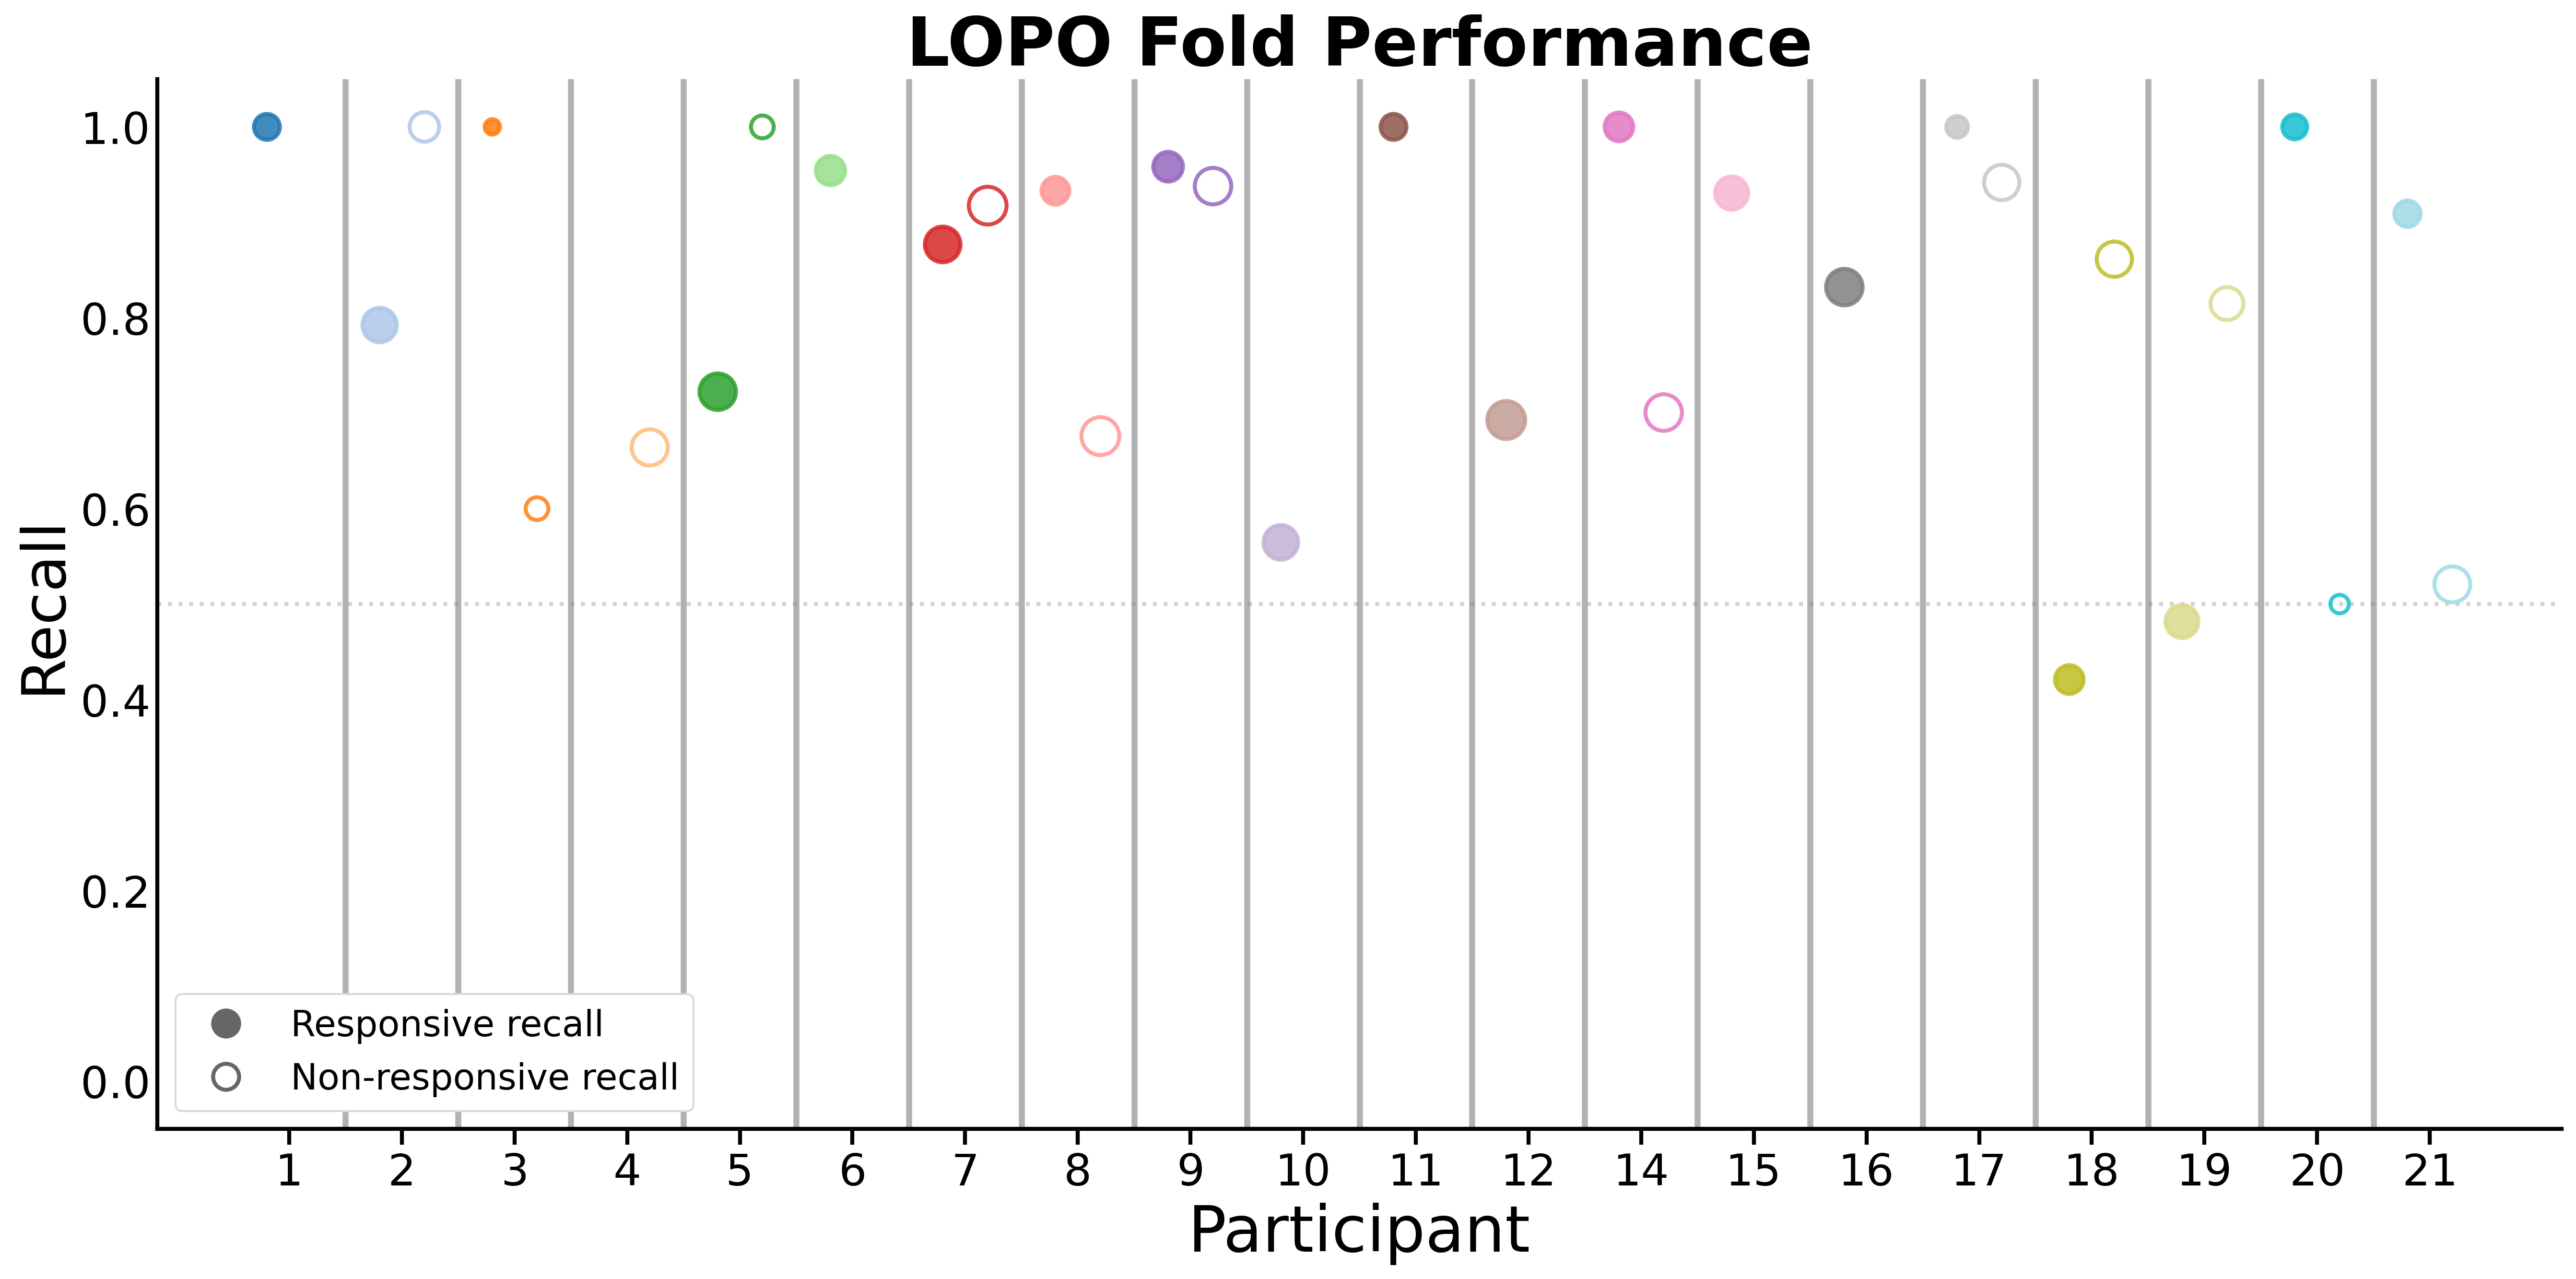 LOPO Fold Performance
Recall
1.0
0.8
0.6
0.4
0.2
0.0
Responsive recall
Non-responsive recall
1 2 3 4 5 6 7 8 9 10 11 12 14 15 16 17 18 19 20 21
Participant